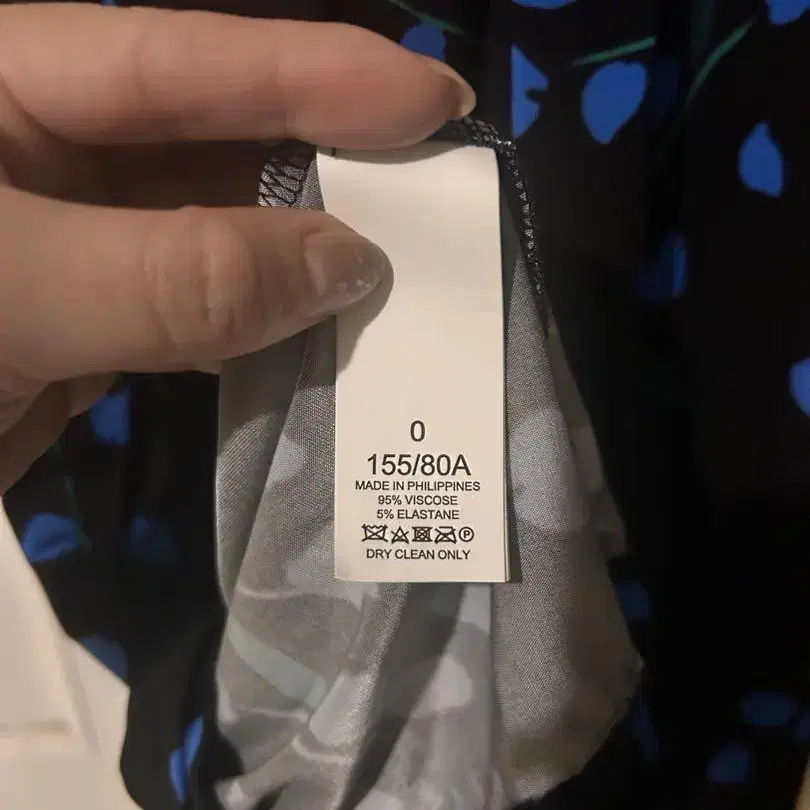 0
155/80A
MADE IN PHILIPPINES
95% VISCOSE
5% ELASTANE
P
DRY CLEAN ONLY